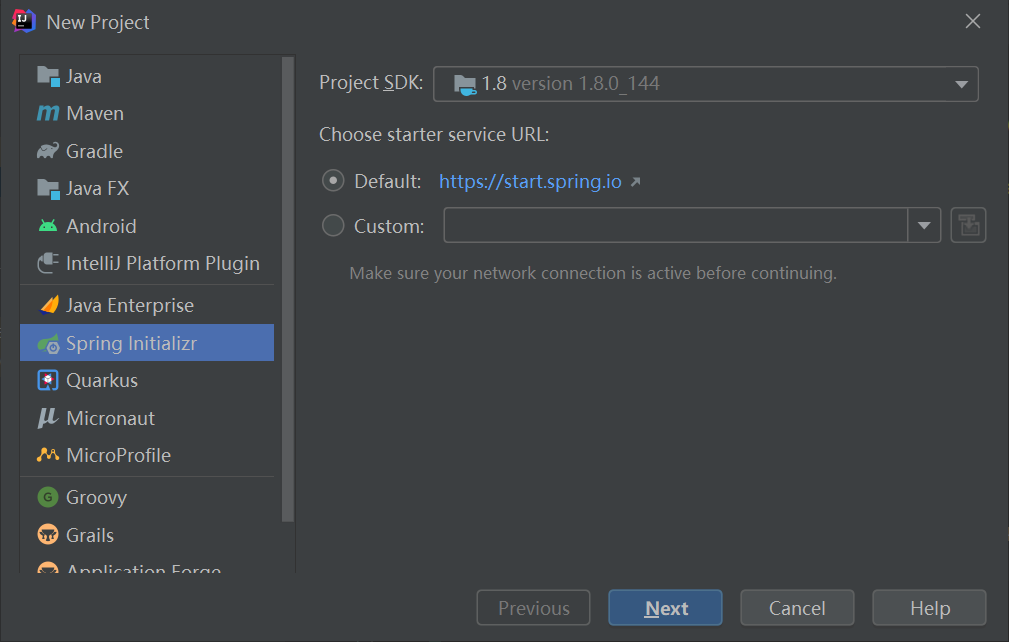 New Project
Java
Maven
Gradle
Java FX
Android
IntelliJ Platform Plugin
Java Enterprise
Spring Initializr
Quarkus
Micronaut
MicroProfile
Groovy
Grails
Application Forge
Project SDK: 1.8 version 1.8.0_144
Choose starter service URL:
Default: https://start.spring.io
Custom:
Make sure your network connection is active before continuing.
Previous Next Cancel Help